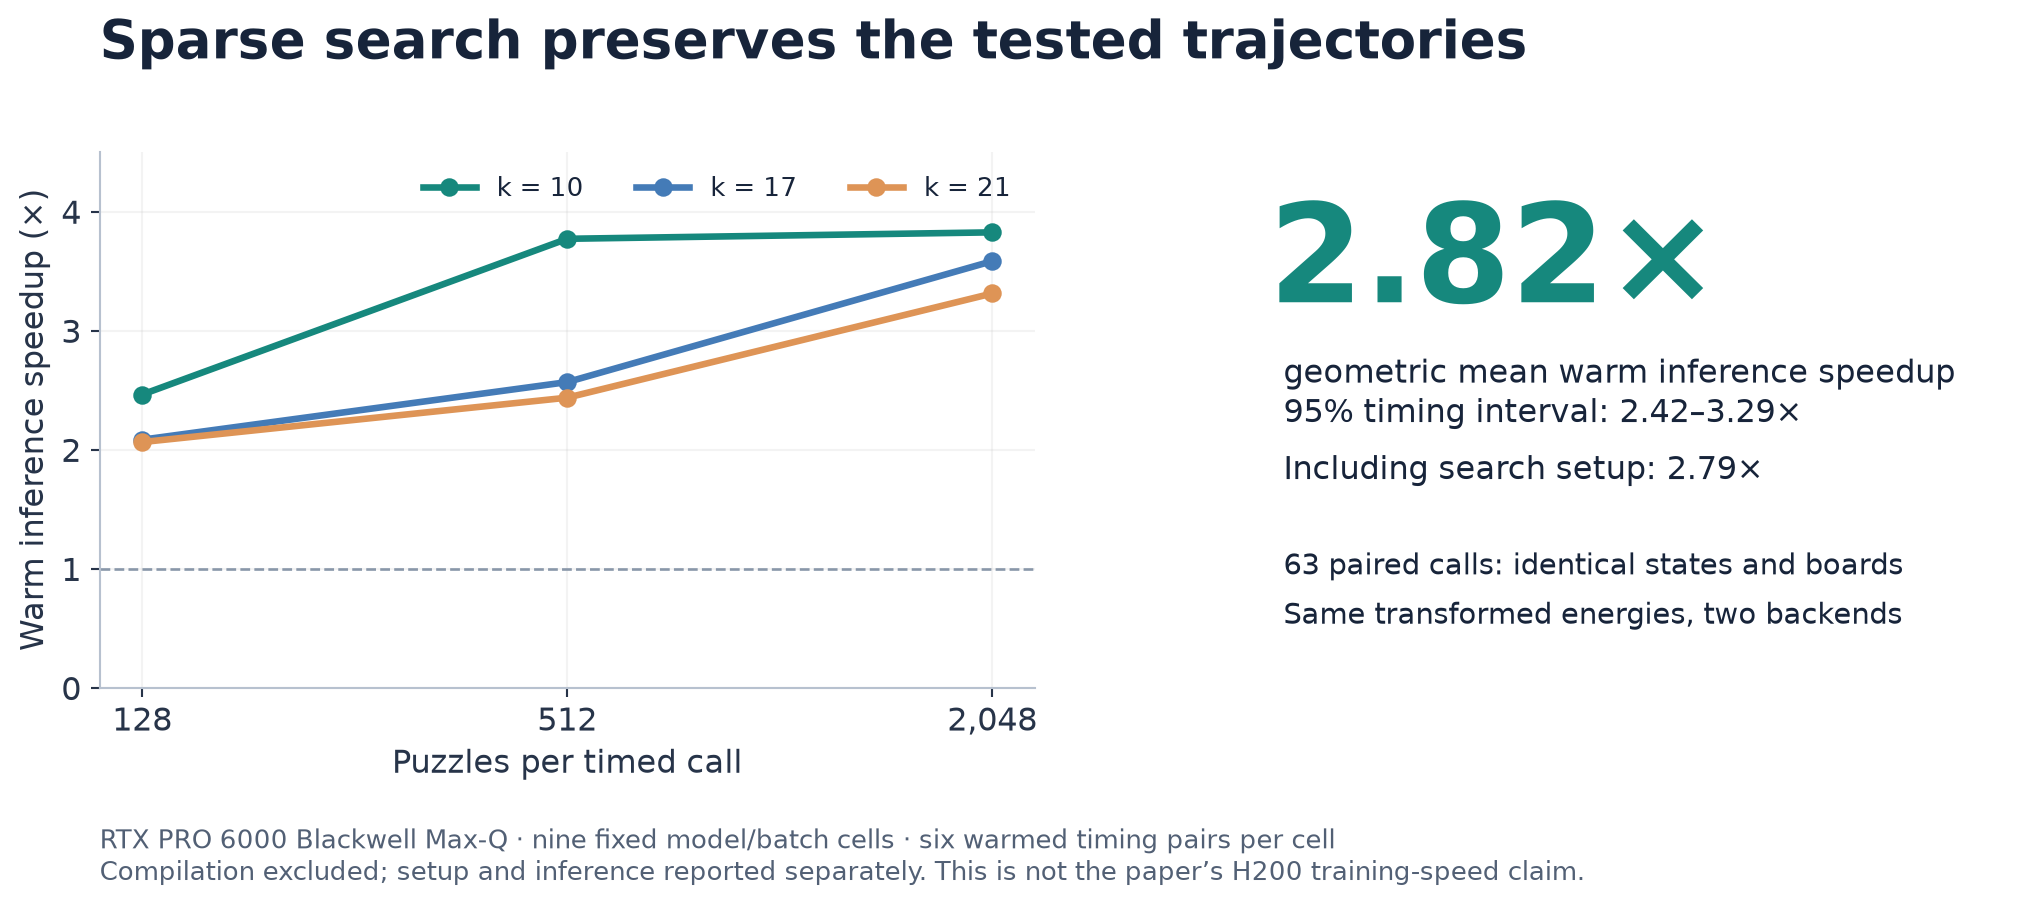 Sparse search preserves the tested trajectories
k = 10
k = 17
k = 21
Warm inference speedup (×)
4
3
2
1
0
128
512
2,048
Puzzles per timed call
2.82×
geometric mean warm inference speedup
95% timing interval: 2.42–3.29×
Including search setup: 2.79×
63 paired calls: identical states and boards
Same transformed energies, two backends
RTX PRO 6000 Blackwell Max-Q · nine fixed model/batch cells · six warmed timing pairs per cell
Compilation excluded; setup and inference reported separately. This is not the paper’s H200 training-speed claim.